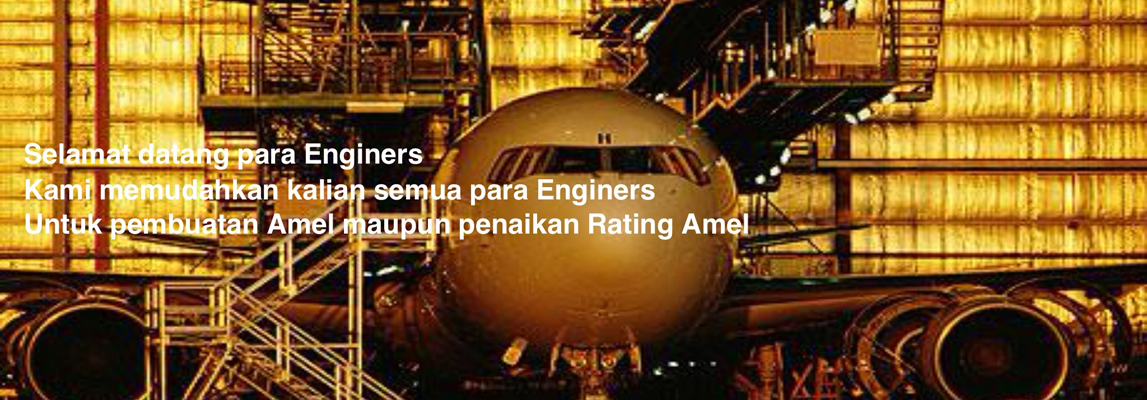 Selamat datang para Enginers
Kami memudahkan kalian semua para Enginers
Untuk pembuatan Amel maupun penaikan Rating Amel
H